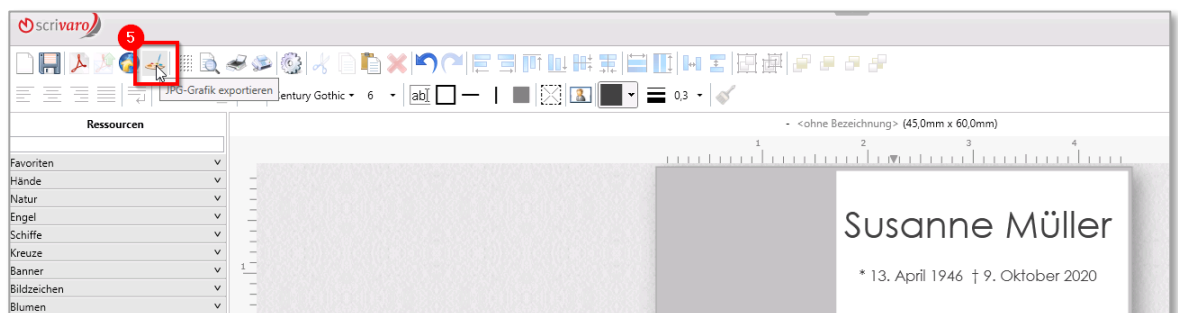 scrivaro
5
JPG-Grafik exportieren
entury Gothic 6 ab 0,3
Ressourcen
- <ohne Bezeichnung> (45,0mm x 60,0mm)
1 2 3 4
Favoriten
Hände
Natur
Engel
Schiffe
Kreuze
Banner
Bildzeichen
Blumen
1
Susanne Müller
* 13. April 1946 † 9. Oktober 2020